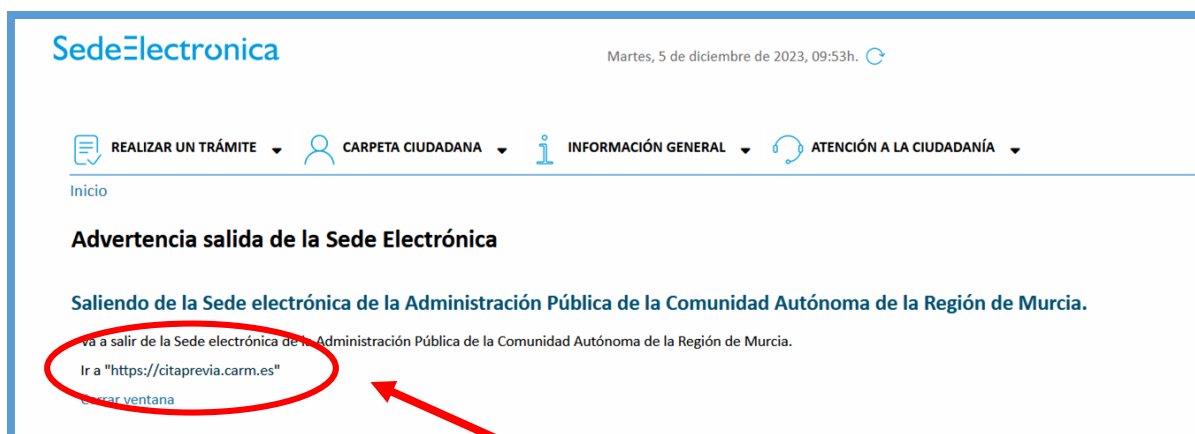 SedeElectronica
Martes, 5 de diciembre de 2023, 09:53h.
REALIZAR UN TRÁMITE CARPETA CIUDADANA INFORMACIÓN GENERAL ATENCIÓN A LA CIUDADANÍA
Inicio
Advertencia salida de la Sede Electrónica
Saliendo de la Sede electrónica de la Administración Pública de la Comunidad Autónoma de la Región de Murcia.
Va a salir de la Sede electrónica de la Administración Pública de la Comunidad Autónoma de la Región de Murcia.
Ir a "https://citaprevia.carm.es"
Cerrar ventana